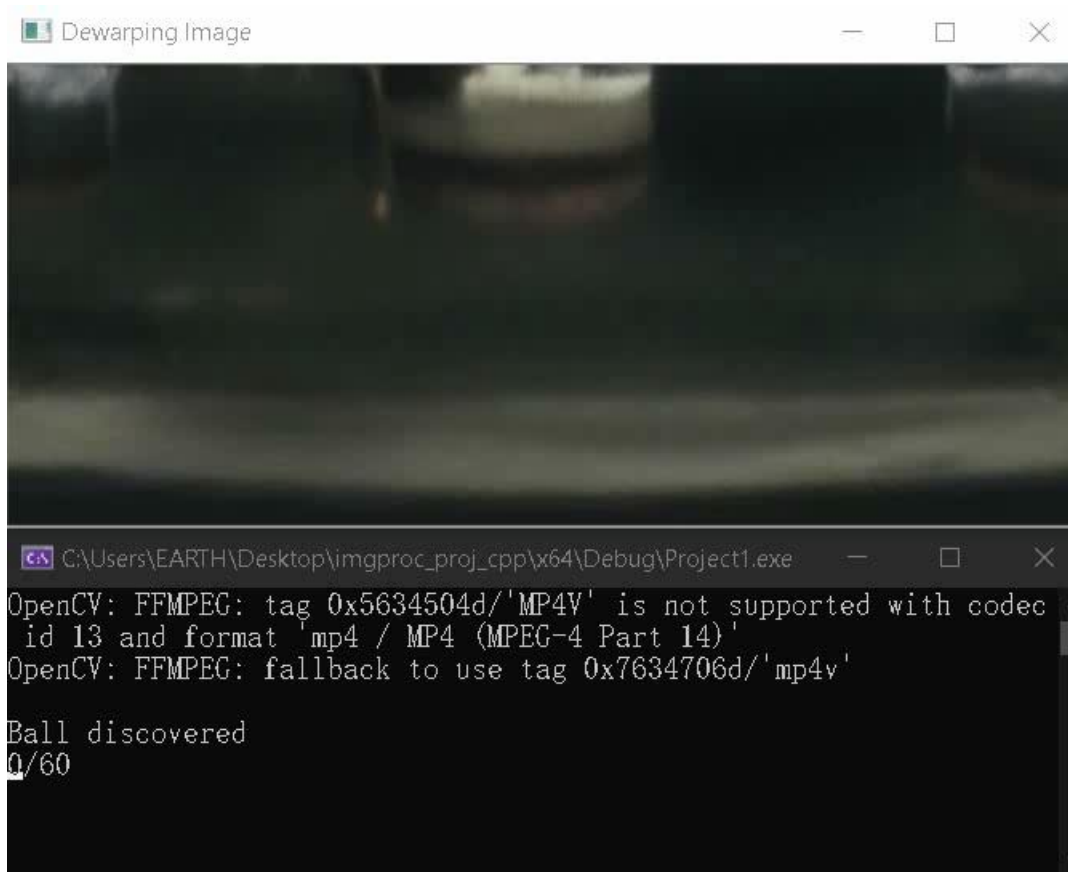 Dewarping Image
C:\Users\EARTH\Desktop\imgproc_proj_cpp\x64\Debug\Project1.exe
OpenCV: FFMPEG: tag 0x5634504d/'MP4V' is not supported with codec
id 13 and format 'mp4 / MP4 (MPEG-4 Part 14)'
OpenCV: FFMPEG: fallback to use tag 0x7634706d/'mp4v'
Ball discovered
0/60